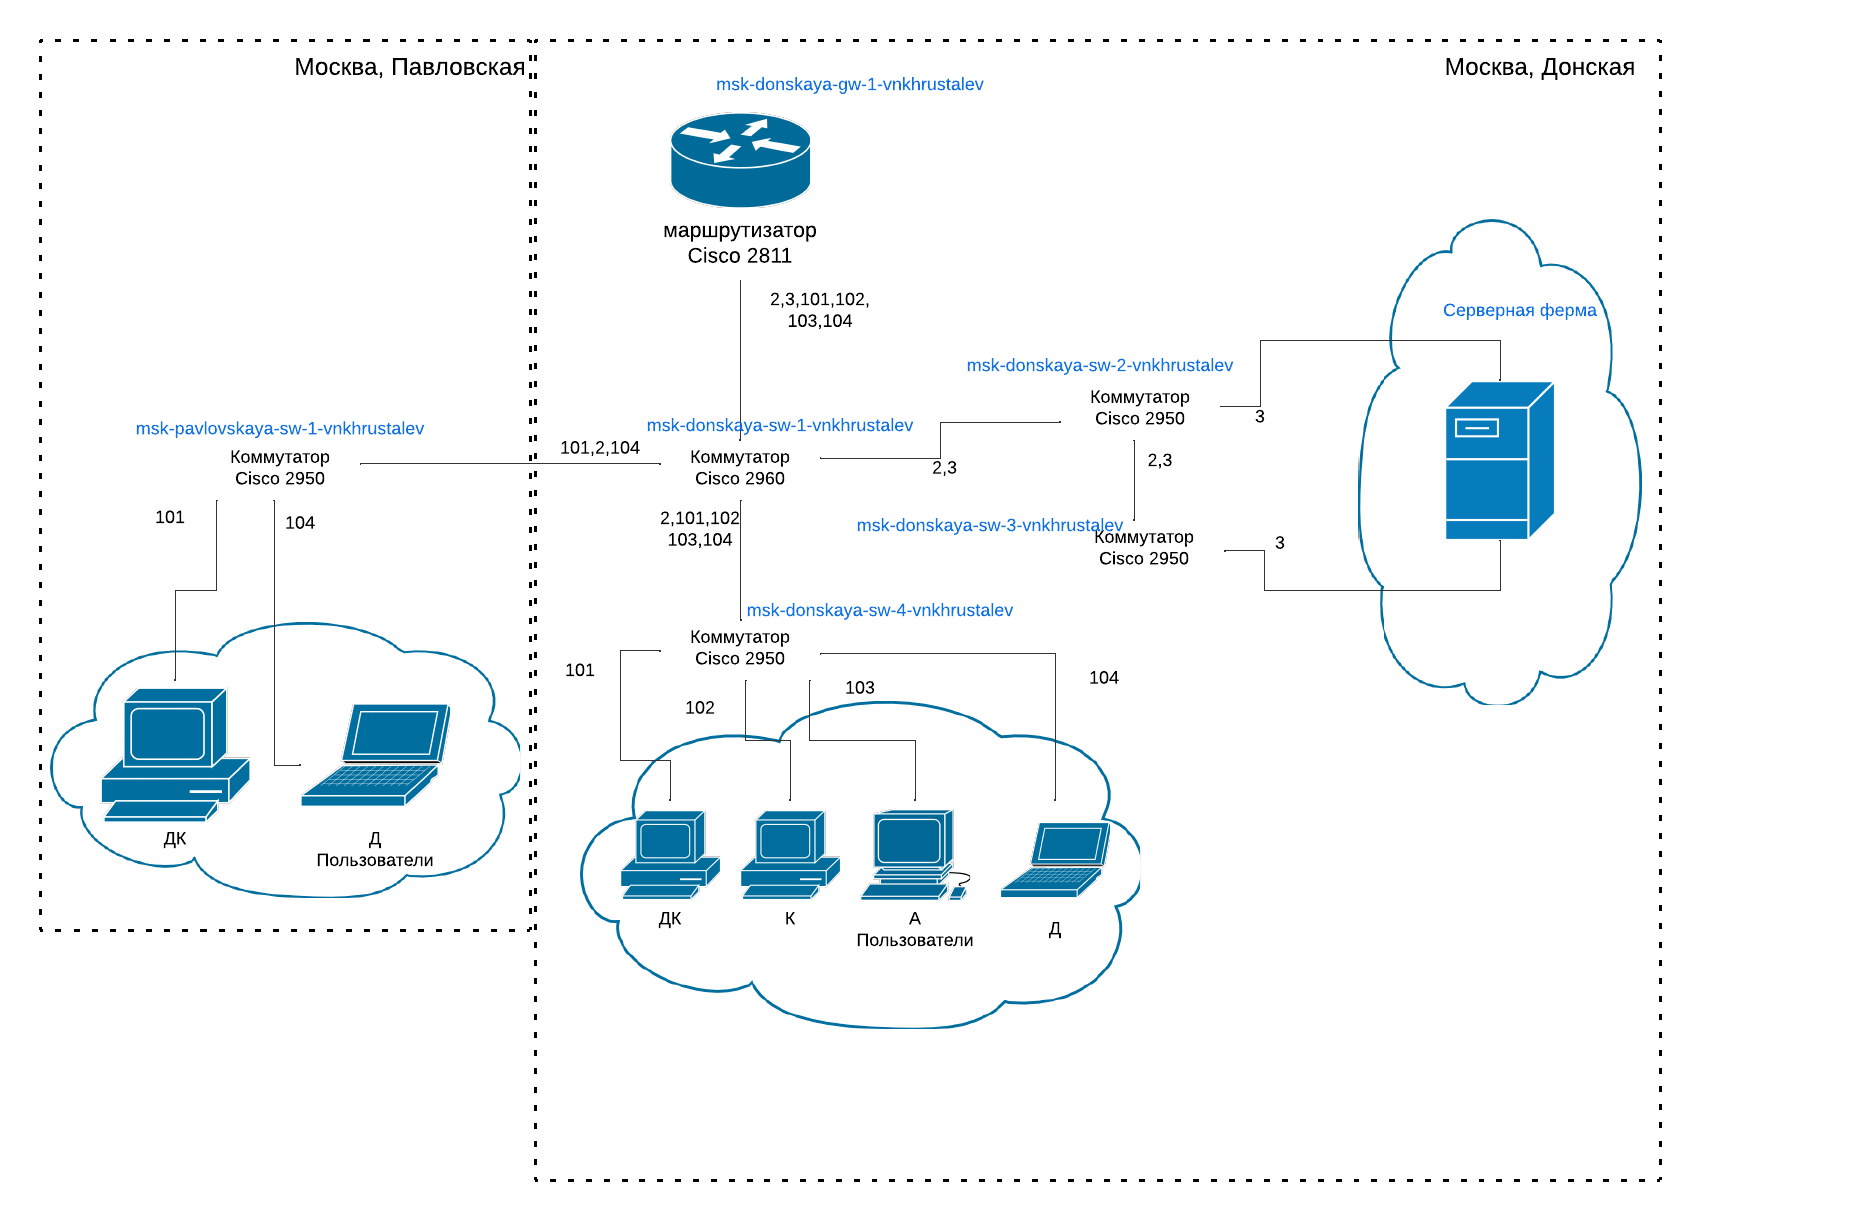 Москва, Павловская
Москва, Донская
msk-donskaya-gw-1-vnkhrustalev
маршрутизатор
Cisco 2811
2,3,101,102,
103,104
Серверная ферма
msk-donskaya-sw-2-vnkhrustalev
Коммутатор
Cisco 2950
3
msk-pavlovskaya-sw-1-vnkhrustalev
Коммутатор
Cisco 2950
101,2,104
msk-donskaya-sw-1-vnkhrustalev
Коммутатор
Cisco 2960
2,3
2,3
101
104
2,101,102
103,104
msk-donskaya-sw-3-vnkhrustalev
Коммутатор
Cisco 2950
3
msk-donskaya-sw-4-vnkhrustalev
Коммутатор
Cisco 2950
101
102
103
104
ДК
Д
Пользователи
ДК
К
А
Пользователи
Д